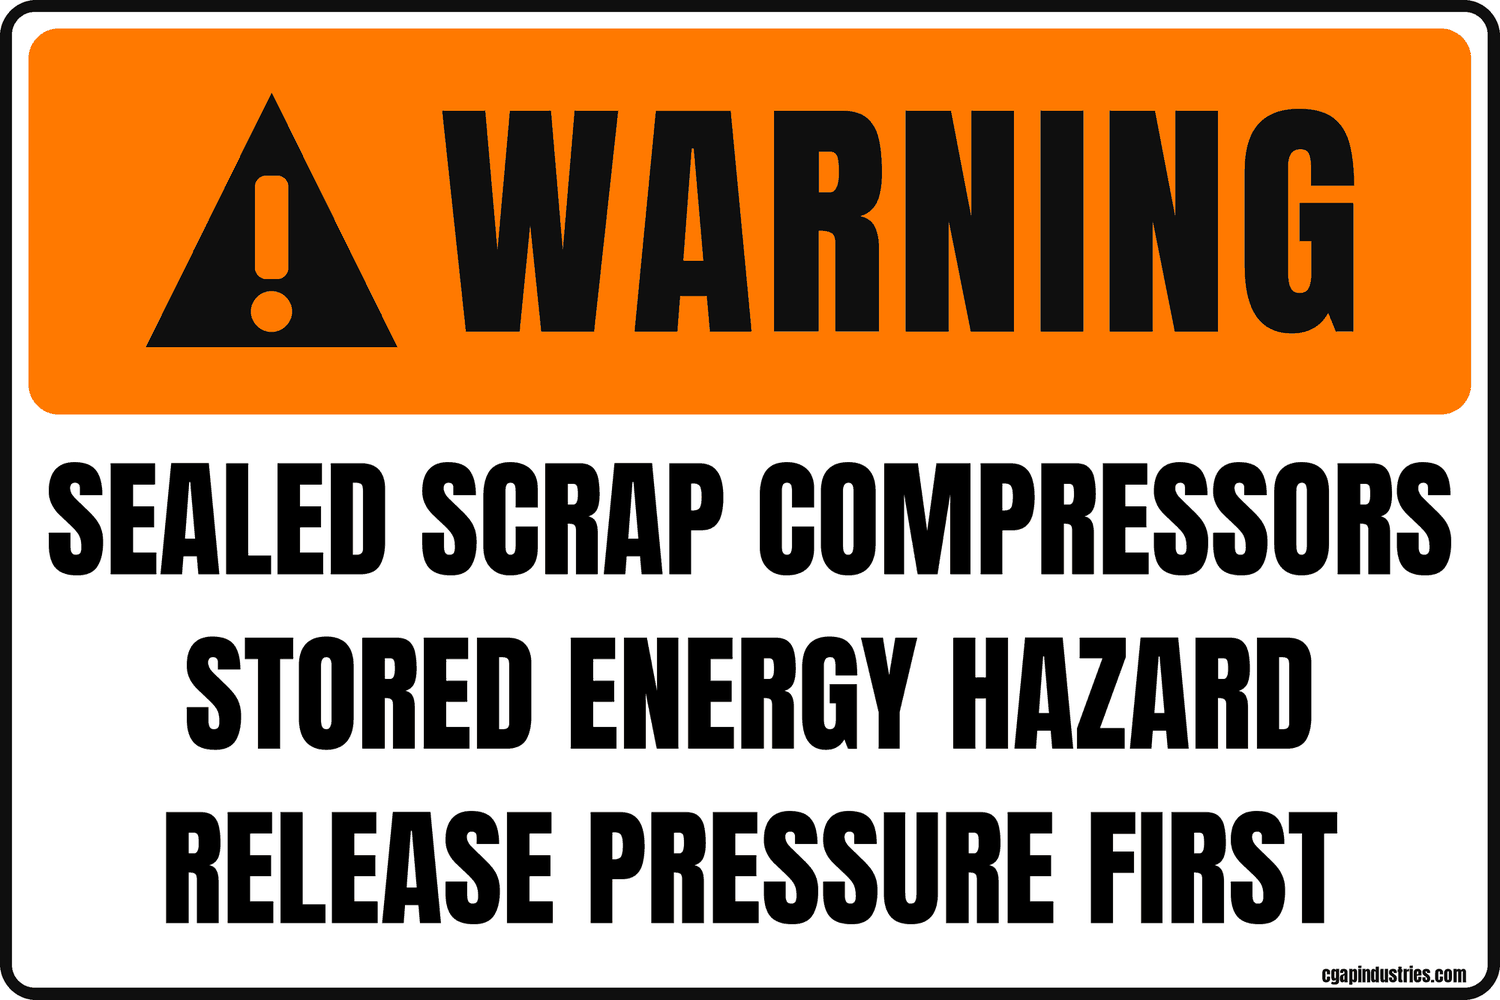 WARNING
SEALED SCRAP COMPRESSORS
STORED ENERGY HAZARD
RELEASE PRESSURE FIRST
cgapindustries.com